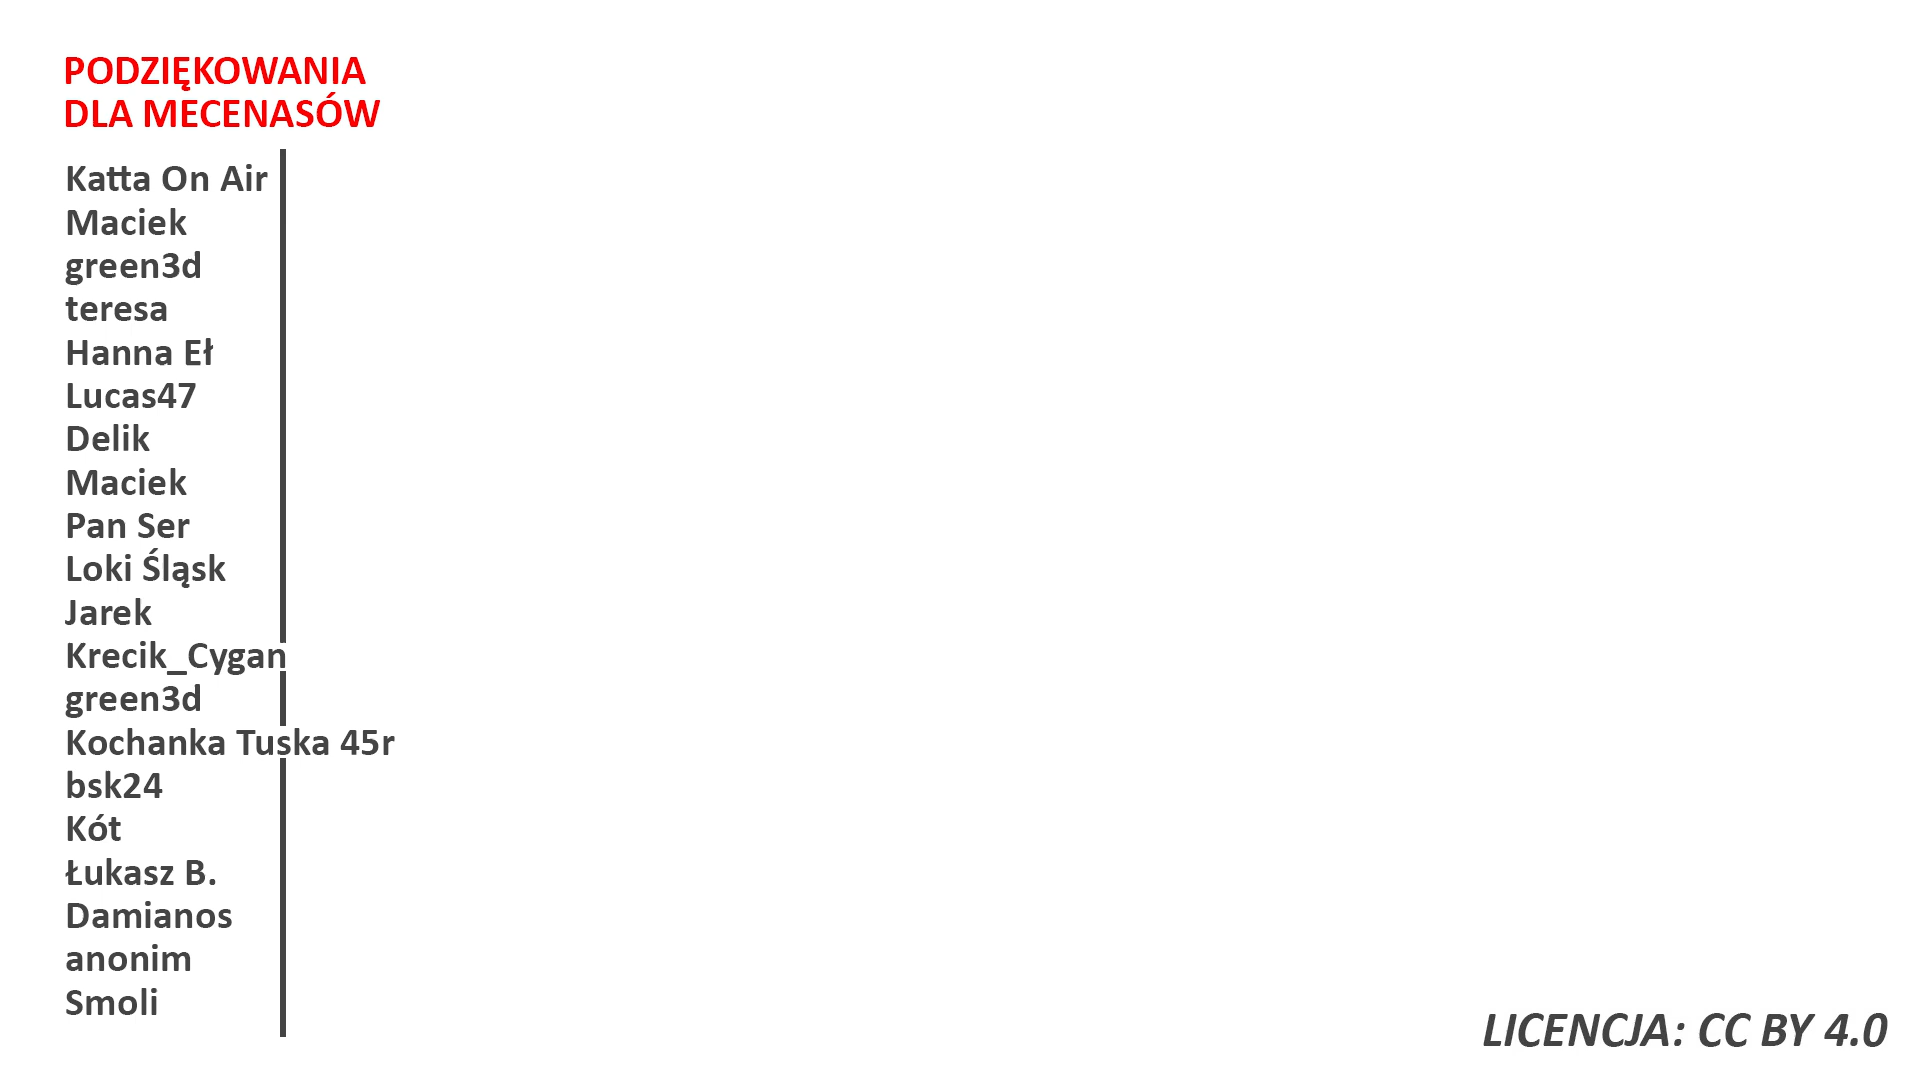 PODZIĘKOWANIA
DLA MECENASÓW
Katta On Air
Maciek
green3d
teresa
Hanna Eł
Lucas47
Delik
Maciek
Pan Ser
Loki Śląsk
Jarek
Krecik_Cygan
green3d
Kochanka Tuska 45r
bsk24
Kót
Łukasz B.
Damianos
anonim
Smoli
LICENCJA: CC BY 4.0